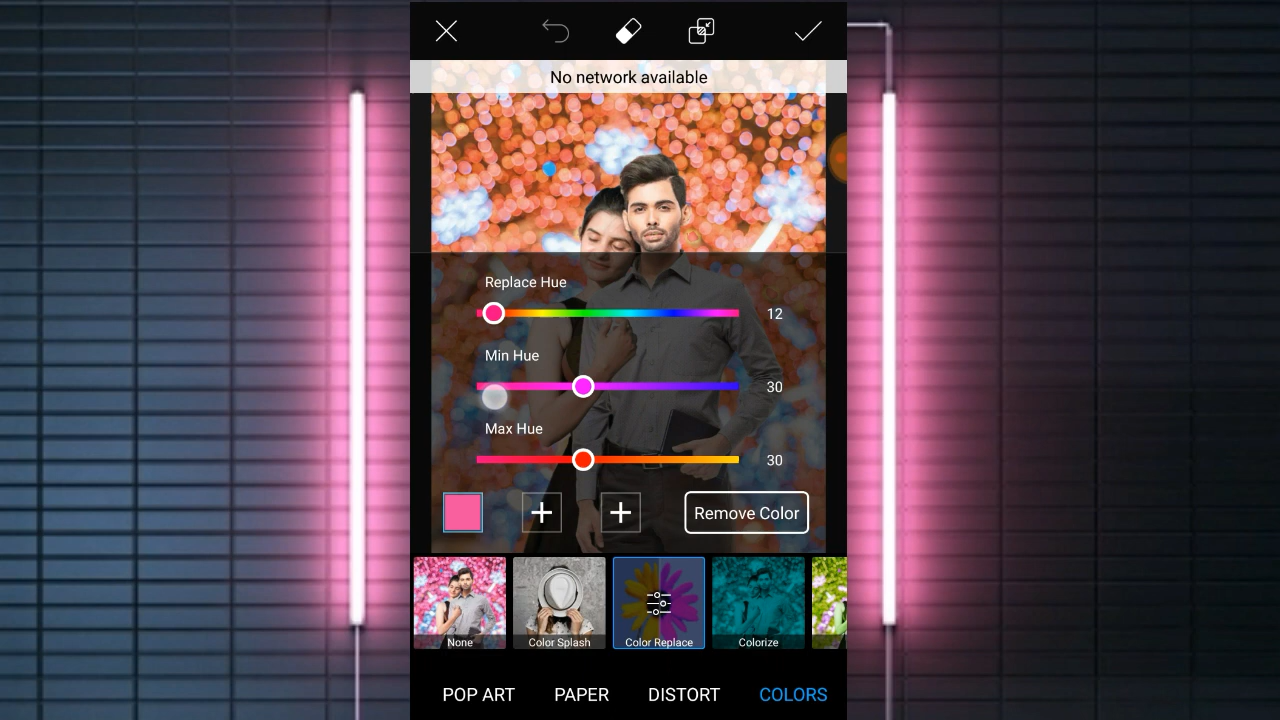 No network available
Replace Hue
12
Min Hue
30
Max Hue
30
Remove Color
None
Color Splash
Color Replace
Colorize
POP ART PAPER DISTORT COLORS